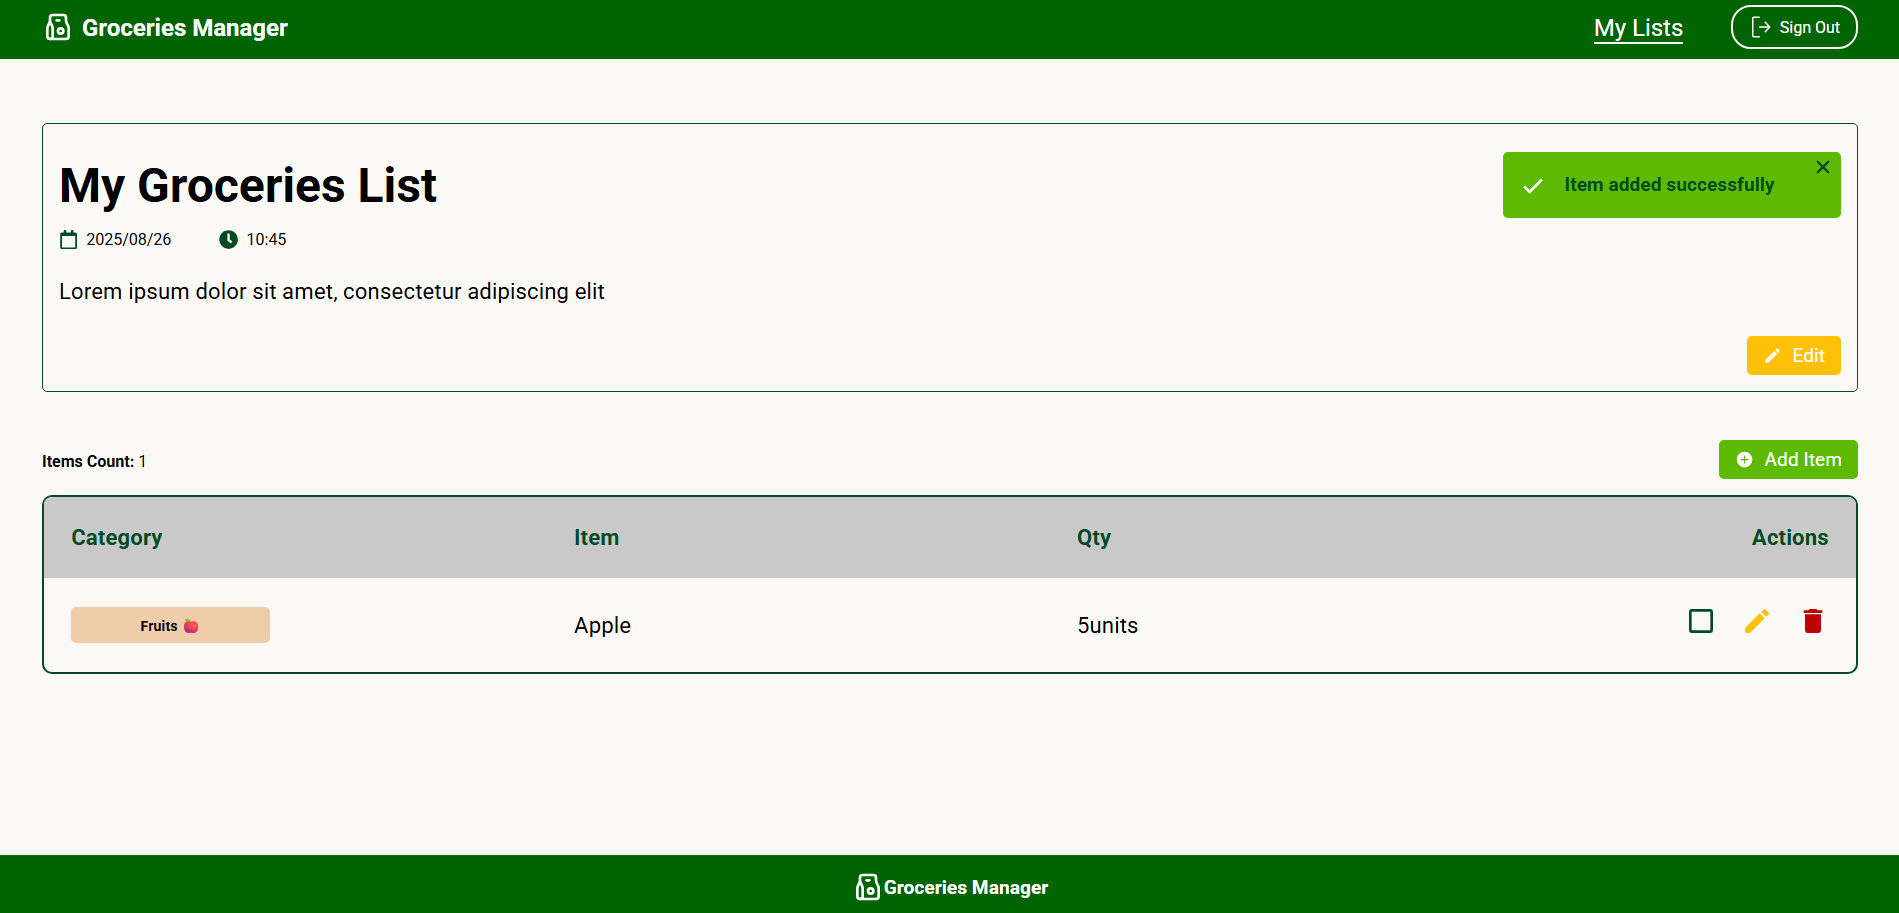 Groceries Manager
My Lists
Sign Out
My Groceries List
Item added successfully
2025/08/26
10:45
Lorem ipsum dolor sit amet, consectetur adipiscing elit
Edit
Items Count: 1
Add Item
Category
Item
Qty
Actions
Fruits 🍎
Apple
5units
Groceries Manager